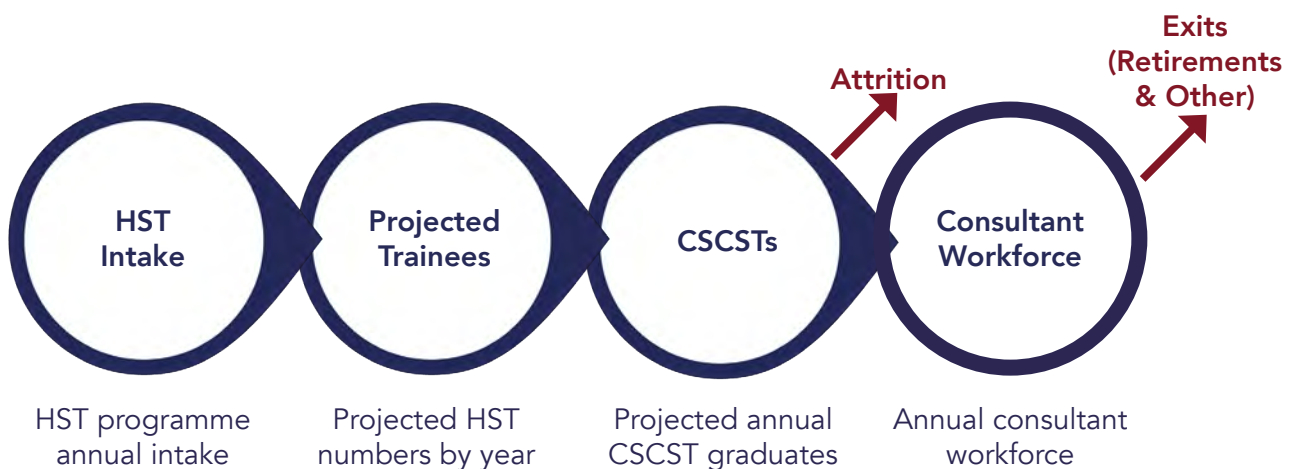 Exits
(Retirements
& Other)
Attrition
HST
Intake
Projected
Trainees
CSCSTs
Consultant
Workforce
HST programme
annual intake
Projected HST
numbers by year
Projected annual
CSCST graduates
Annual consultant
workforce